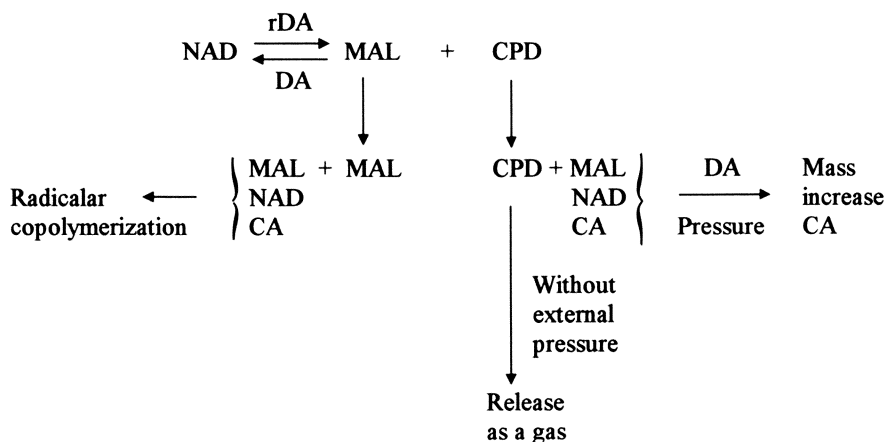 rDA
NAD MAL + CPD
DA
MAL + MAL CPD + MAL DA Mass
Radicalar NAD NAD increase
copolymerization CA CA Pressure CA
Without
external
pressure
Release
as a gas